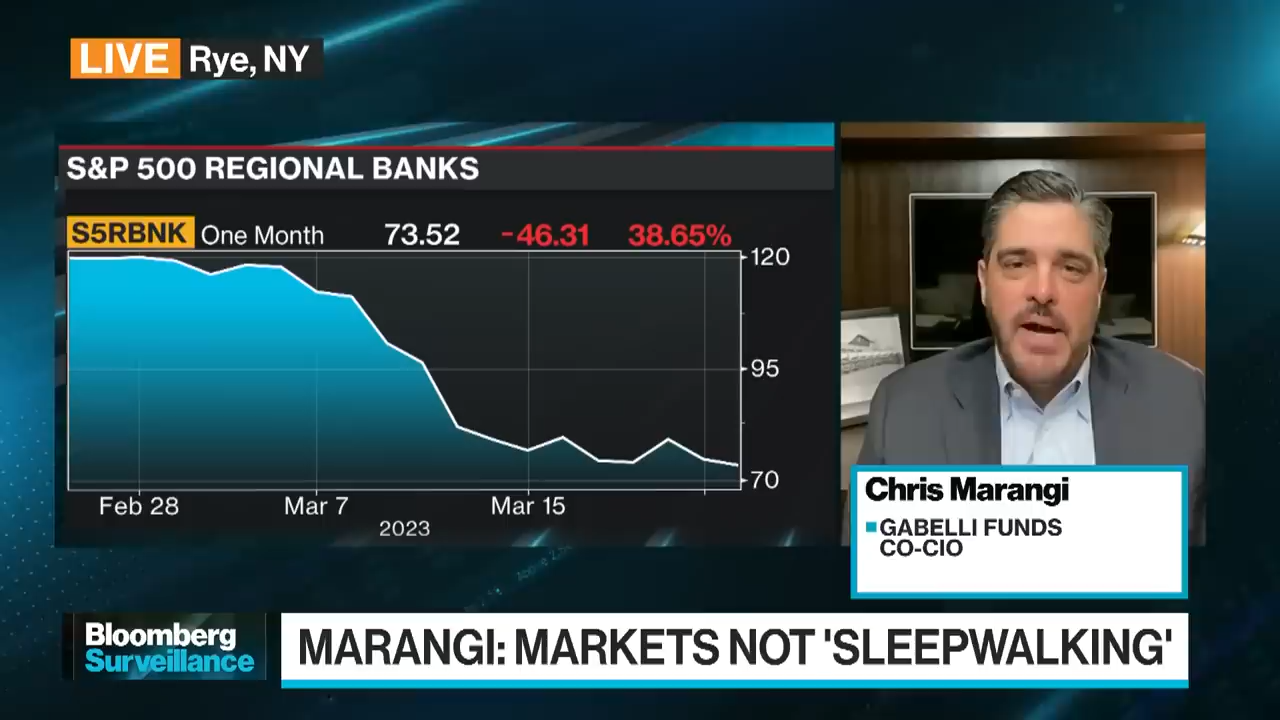 LIVE Rye, NY
S&P 500 REGIONAL BANKS
S5RBNK One Month 73.52 -46.31 38.65%
120
95
70
Feb 28 Mar 7 Mar 15
2023
Chris Marangi
GABELLI FUNDS
CO-CIO
Bloomberg
Surveillance
MARANGI: MARKETS NOT 'SLEEPWALKING'